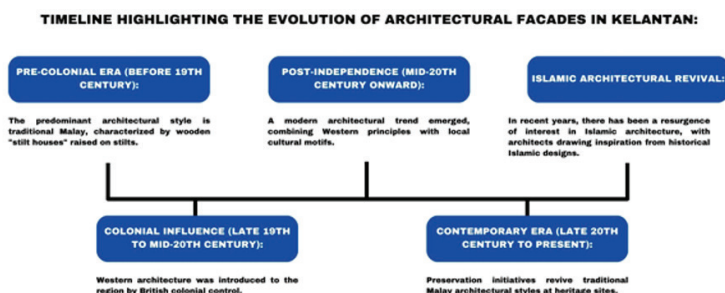 TIMELINE HIGHLIGHTING THE EVOLUTION OF ARCHITECTURAL FACADES IN KELANTAN:
PRE-COLONIAL ERA (BEFORE 19TH
CENTURY):
The predominant architectural style is
traditional Malay, characterized by wooden
"stilt houses" raised on stilts.
POST-INDEPENDENCE (MID-20TH
CENTURY ONWARD):
A modern architectural trend emerged,
combining Western principles with local
cultural motifs.
ISLAMIC ARCHITECTURAL REVIVAL:
In recent years, there has been a resurgence
of interest in Islamic architecture, with
architects drawing inspiration from historical
Islamic designs.
COLONIAL INFLUENCE (LATE 19TH
TO MID-20TH CENTURY):
Western architecture was introduced to the
region by British colonial control.
CONTEMPORARY ERA (LATE 20TH
CENTURY TO PRESENT):
Preservation initiatives revive traditional
Malay architectural styles at heritage sites.